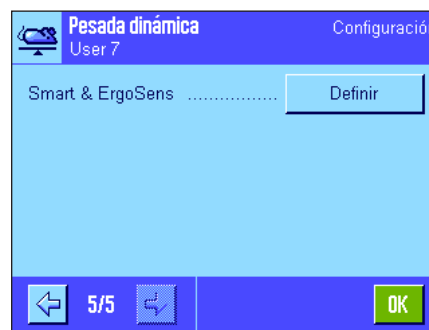 Pesada dinámica
Configuració
User 7
Smart & ErgoSens ................. Definir
5/5
OK